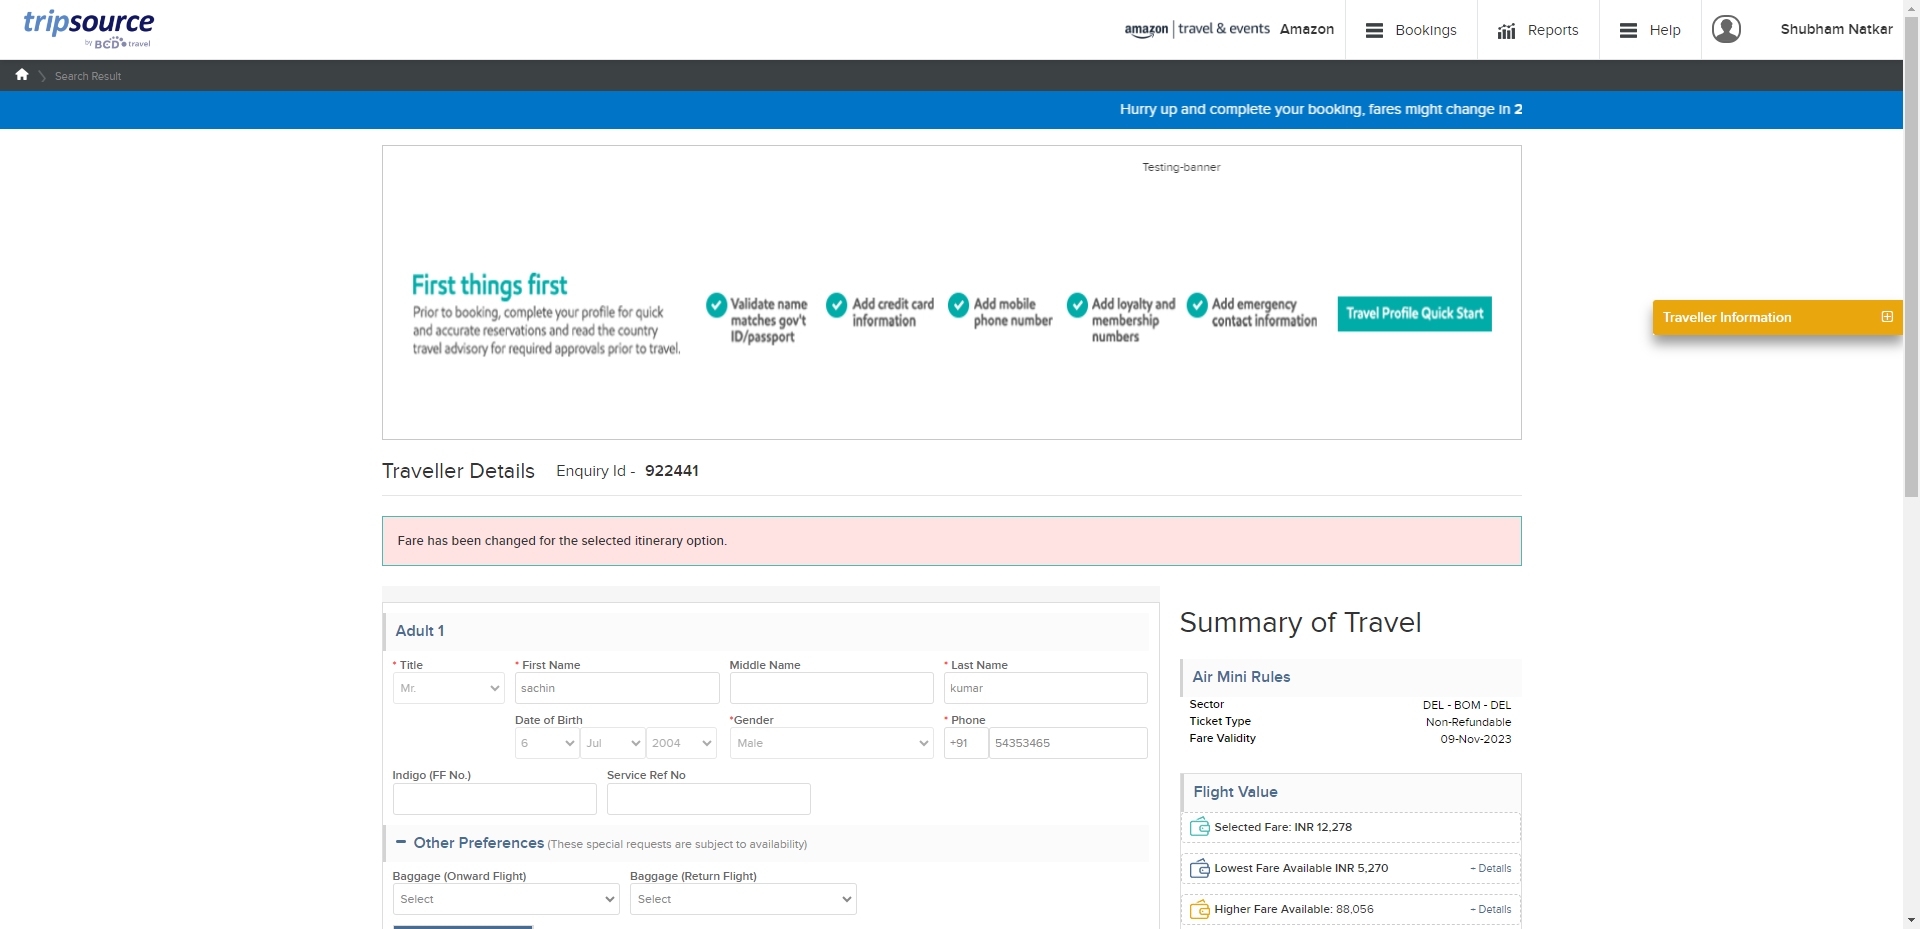 tripsource
by BCD travel
amazon travel & events Amazon
Bookings
Reports
Help
Shubham Natkar
Search Result
Hurry up and complete your booking, fares might change in 2
Testing-banner
First things first
Prior to booking, complete your profile for quick
and accurate reservations and read the country
travel advisory for required approvals prior to travel.
Validate name
matches gov't
ID/passport
Add credit card
information
Add mobile
phone number
Add loyalty and
membership
numbers
Add emergency
contact information
Travel Profile Quick Start
Traveller Information
Traveller Details Enquiry Id - 922441
Fare has been changed for the selected itinerary option.
Adult 1
* Title * First Name Middle Name * Last Name
Mr. sachin kumar
Date of Birth *Gender * Phone
6 Jul 2004 Male +91 54353465
Indigo (FF No.) Service Ref No
Other Preferences (These special requests are subject to availability)
Baggage (Onward Flight) Baggage (Return Flight)
Select Select
Summary of Travel
Air Mini Rules
Sector DEL - BOM - DEL
Ticket Type Non-Refundable
Fare Validity 09-Nov-2023
Flight Value
Selected Fare: INR 12,278
Lowest Fare Available INR 5,270 + Details
Higher Fare Available: 88,056 + Details